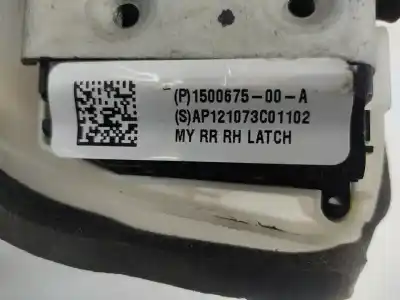 (P)1500675-00-A
(S)AP121073C01102
MY RR RH LATCH